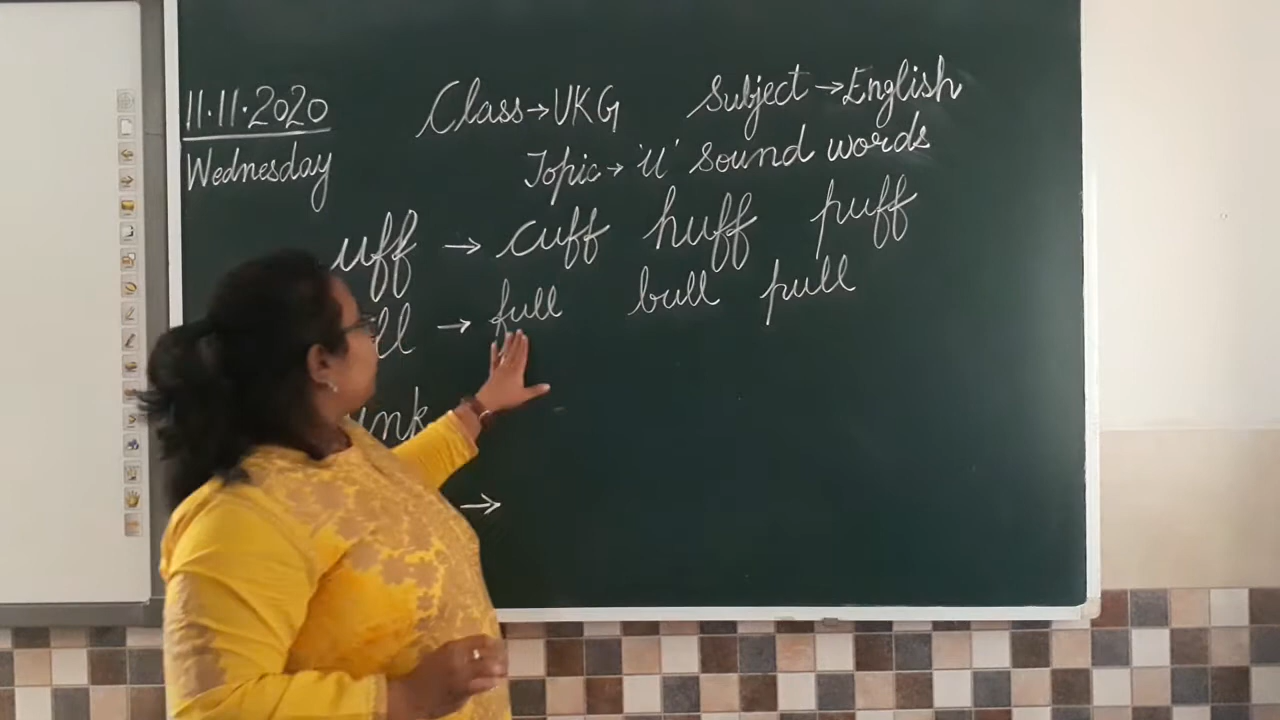 11.11.2020 Class→UKG Subject→English
Wednesday Topic→'u' sound words
uff → cuff huff puff
ll → full bull pull
unk
→